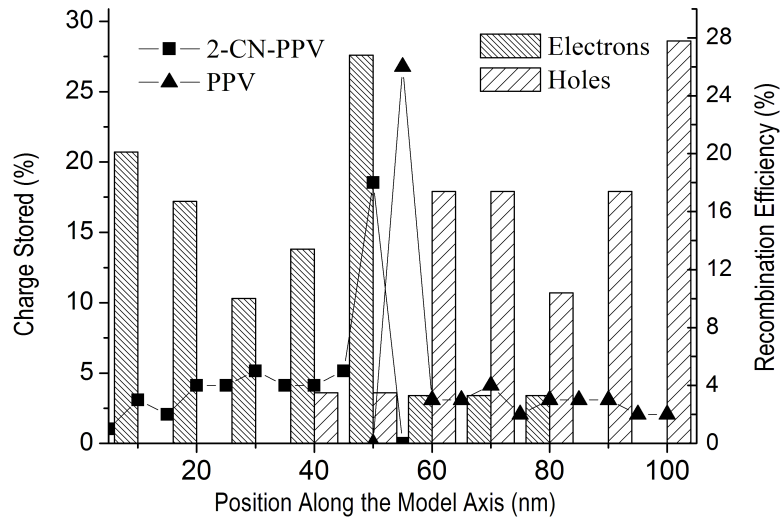 2-CN-PPV
PPV
Electrons
Holes
Charge Stored (%)
30
25
20
15
10
5
0
Recombination Efficiency (%)
28
24
20
16
12
8
4
0
20 40 60 80 100
Position Along the Model Axis (nm)